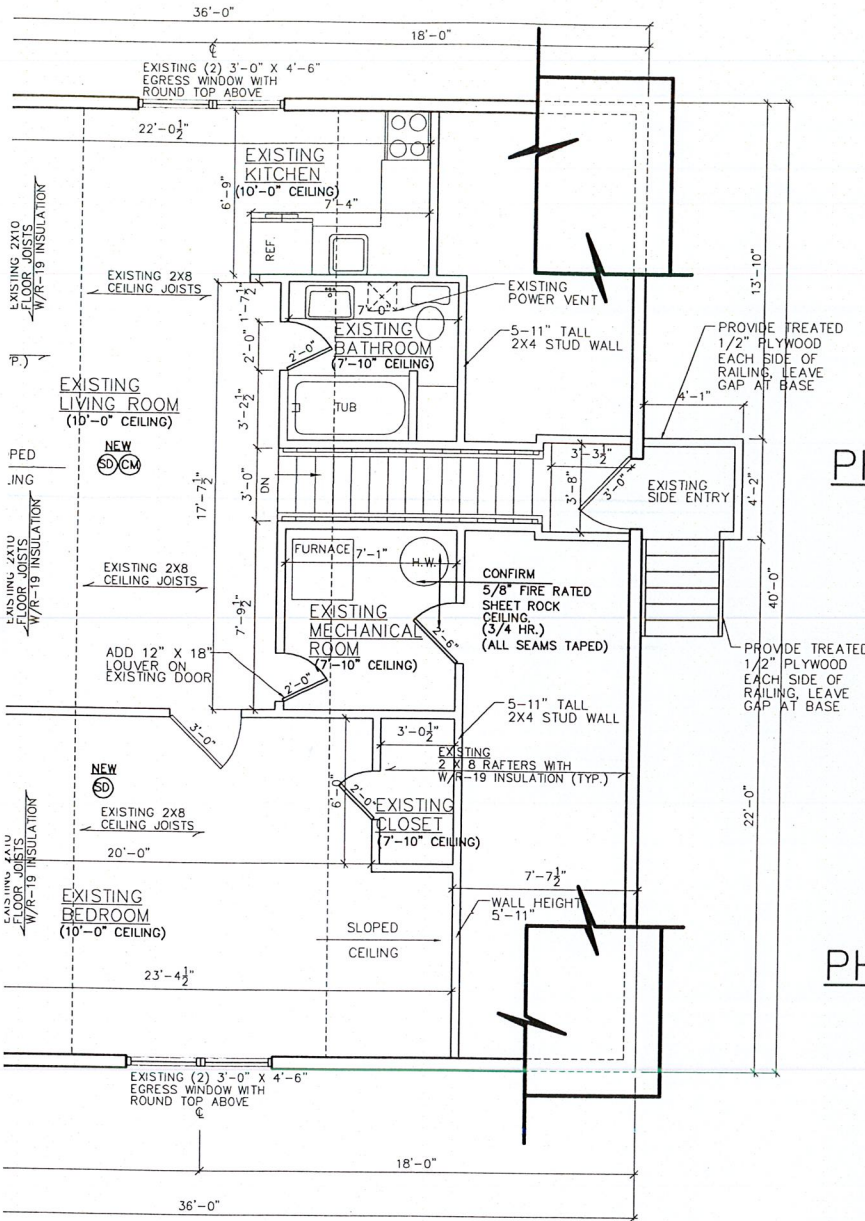 36'-0"
18'-0"
℄
EXISTING (2) 3'-0" X 4'-6"
EGRESS WINDOW WITH
ROUND TOP ABOVE
22'-0½"
EXISTING
KITCHEN
(10'-0" CEILING)
6'-9"
7'-4"
REF.
EXISTING 2X10
FLOOR JOISTS
W/R-19 INSULATION
EXISTING 2X8
CEILING JOISTS
P.)
EXISTING
POWER VENT
1'-7½"
7'-0"
EXISTING
BATHROOM
(7'-10" CEILING)
2'-0"
2'-0"
5-11" TALL
2X4 STUD WALL
13'-10"
PROVIDE TREATED
1/2" PLYWOOD
EACH SIDE OF
RAILING, LEAVE
GAP AT BASE
4'-1"
EXISTING
LIVING ROOM
(10'-0" CEILING)
TUB
3'-2½"
NEW
SD CM
PED
ING
17'-7½"
3'-0"
DN
3'-3½"
3'-8"
3'-0"
EXISTING
SIDE ENTRY
4'-2"
PI
EXISTING 2X10
FLOOR JOISTS
W/R-19 INSULATION
EXISTING 2X8
CEILING JOISTS
FURNACE
7'-1"
H.W.
CONFIRM
5/8" FIRE RATED
SHEET ROCK
CEILING.
(3/4 HR.)
(ALL SEAMS TAPED)
40'-0"
7'-9½"
EXISTING
MECHANICAL
ROOM
(7'-10" CEILING)
2'-6"
ADD 12" X 18"
LOUVER ON
EXISTING DOOR
2'-0"
PROVIDE TREATED
1/2" PLYWOOD
EACH SIDE OF
RAILING, LEAVE
GAP AT BASE
5-11" TALL
2X4 STUD WALL
3'-0"
3'-0½"
EXISTING
2 X 8 RAFTERS WITH
W/R-19 INSULATION (TYP.)
NEW
SD
6'-0"
2'-0"
EXISTING
CLOSET
(7'-10" CEILING)
22'-0"
EXISTING 2X8
CEILING JOISTS
EXISTING 2X10
FLOOR JOISTS
W/R-19 INSULATION
20'-0"
7'-7½"
EXISTING
BEDROOM
(10'-0" CEILING)
WALL HEIGHT
5'-11"
SLOPED
CEILING
23'-4½"
PH
EXISTING (2) 3'-0" X 4'-6"
EGRESS WINDOW WITH
ROUND TOP ABOVE
℄
18'-0"
36'-0"